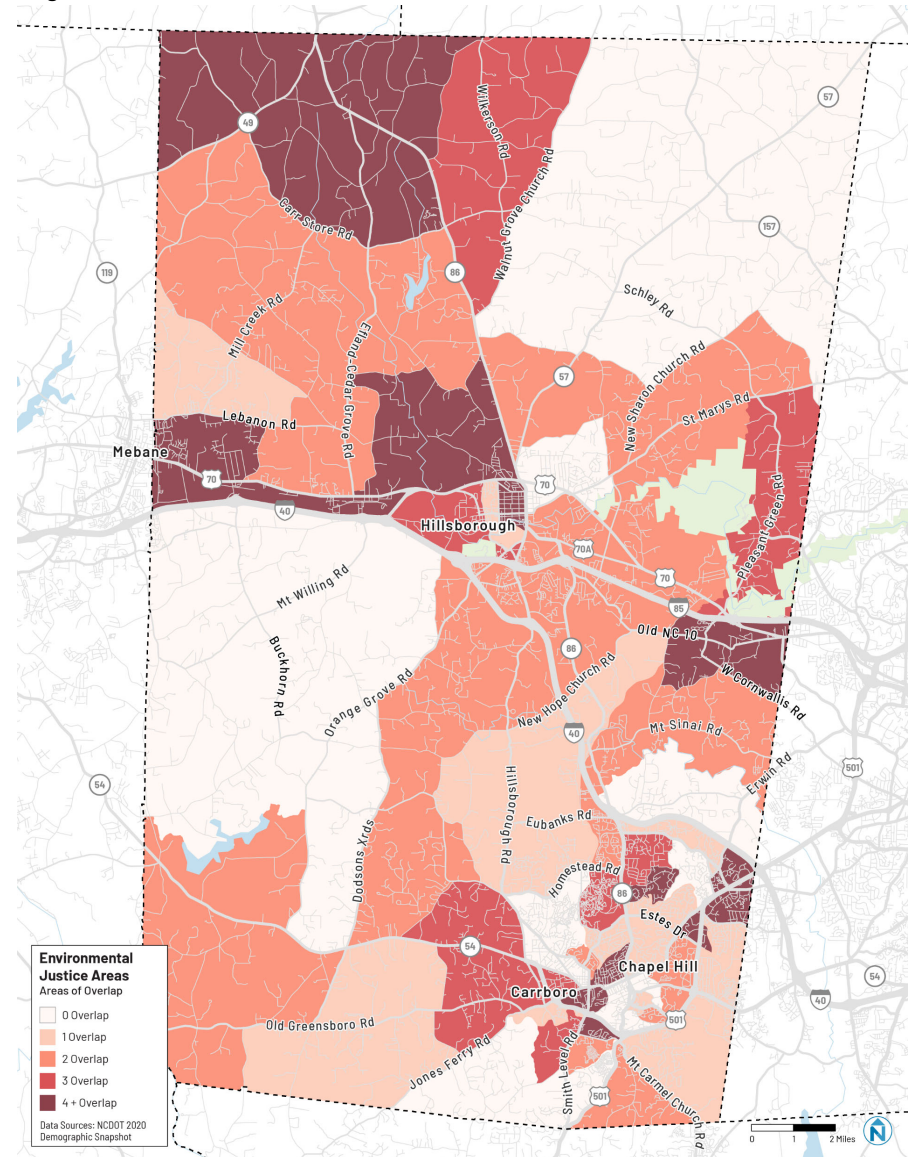 57
Wilkerson Rd
49
Walnut Grove Church Rd
Carr Store Rd
157
119
86
Schley Rd
Mill Creek Rd
Efland-Cedar Grove Rd
57
New Sharon Church Rd
St Marys Rd
Lebanon Rd
Mebane
70
70
40
Hillsborough
Pleasant Green Rd
70A
70
Mt Willing Rd
85
Old NC 10
Buckhorn Rd
86
New Hope Church Rd
W Cornwallis Rd
Orange Grove Rd
Mt Sinai Rd
40
54
501
Erwin Rd
Hillsborough Rd
Eubanks Rd
Dodsons Xrds
Homestead Rd
86
Estes Dr
54
Chapel Hill
54
Carrboro
40
501
Old Greensboro Rd
Jones Ferry Rd
Smith Level Rd
Mt Carmel Church Rd
501
Environmental
Justice Areas
Areas of Overlap
0 Overlap
1 Overlap
2 Overlap
3 Overlap
4 + Overlap
Data Sources: NCDOT 2020
Demographic Snapshot
0 1 2 Miles
N